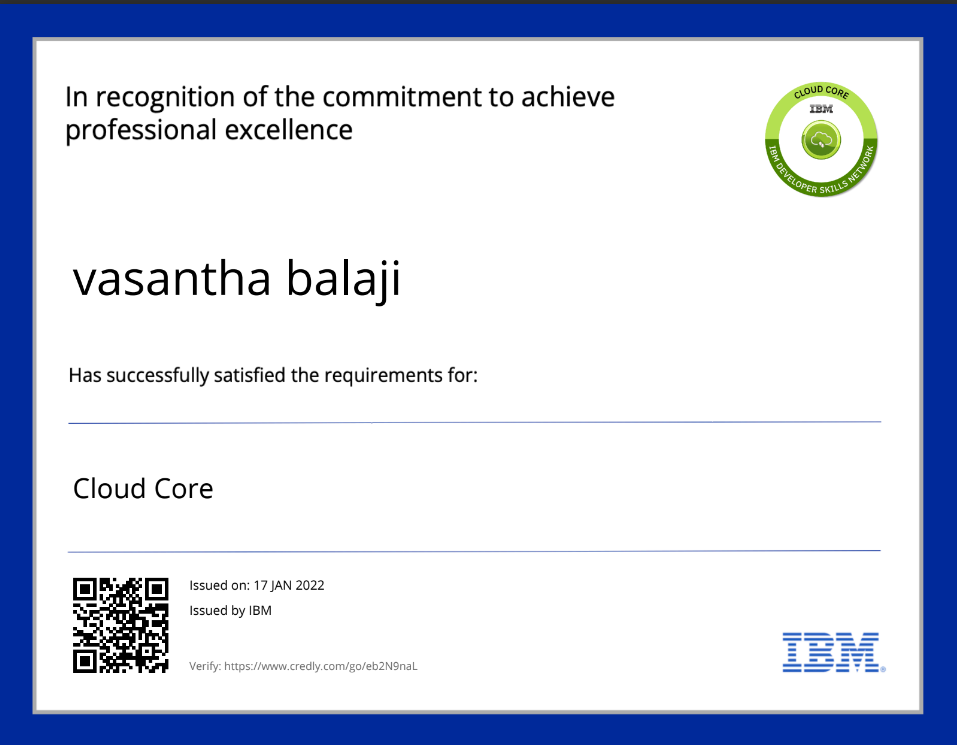 In recognition of the commitment to achieve
professional excellence
CLOUD CORE
IBM
IBM DEVELOPER SKILLS NETWORK
vasantha balaji
Has successfully satisfied the requirements for:
Cloud Core
Issued on: 17 JAN 2022
Issued by IBM
Verify: https://www.credly.com/go/eb2N9naL
IBM®